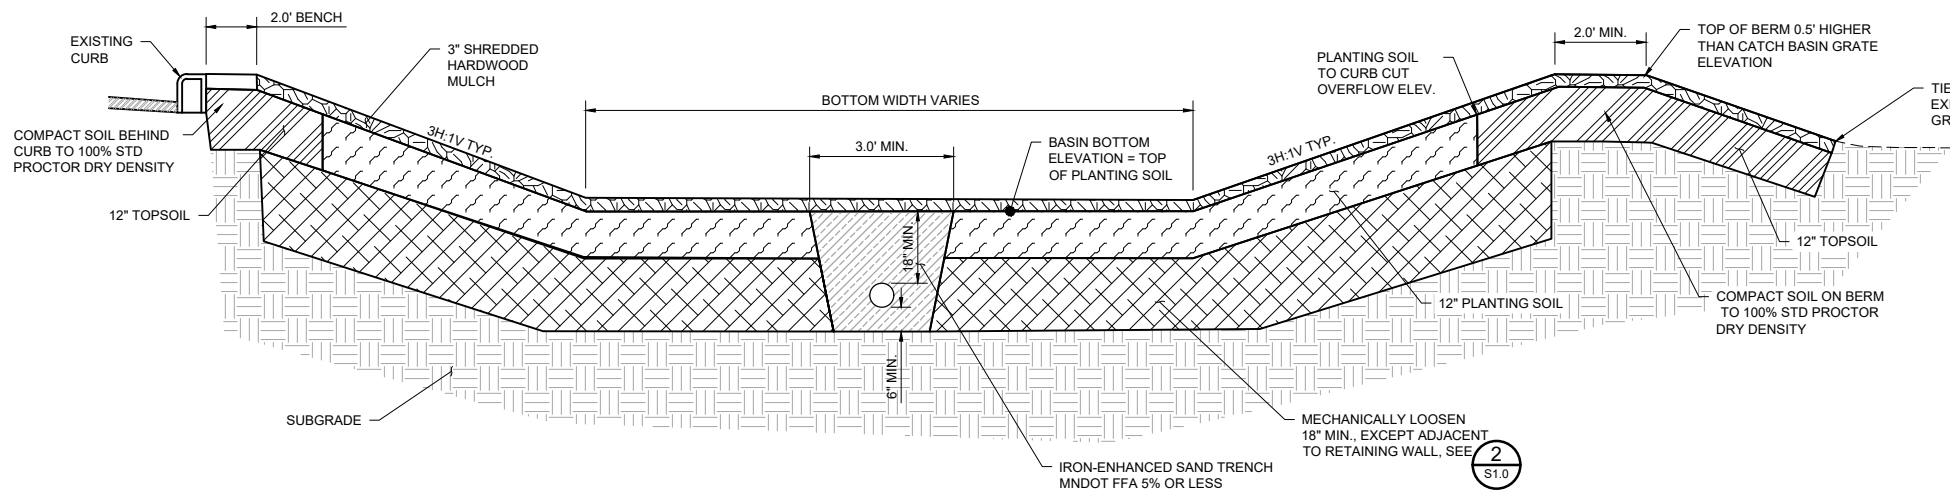 2.0' BENCH
EXISTING
CURB
3" SHREDDED
HARDWOOD
MULCH
COMPACT SOIL BEHIND
CURB TO 100% STD
PROCTOR DRY DENSITY
12" TOPSOIL
3H:1V TYP.
BOTTOM WIDTH VARIES
3.0' MIN.
BASIN BOTTOM
ELEVATION = TOP
OF PLANTING SOIL
18" MIN.
6" MIN.
PLANTING SOIL
TO CURB CUT
OVERFLOW ELEV.
3H:1V TYP.
2.0' MIN.
TOP OF BERM 0.5' HIGHER
THAN CATCH BASIN GRATE
ELEVATION
TIE
12" TOPSOIL
12" PLANTING SOIL
COMPACT SOIL ON BERM
TO 100% STD PROCTOR
DRY DENSITY
SUBGRADE
MECHANICALLY LOOSEN
18" MIN., EXCEPT ADJACENT
TO RETAINING WALL, SEE
2
S1.0
IRON-ENHANCED SAND TRENCH
MNDOT FFA 5% OR LESS